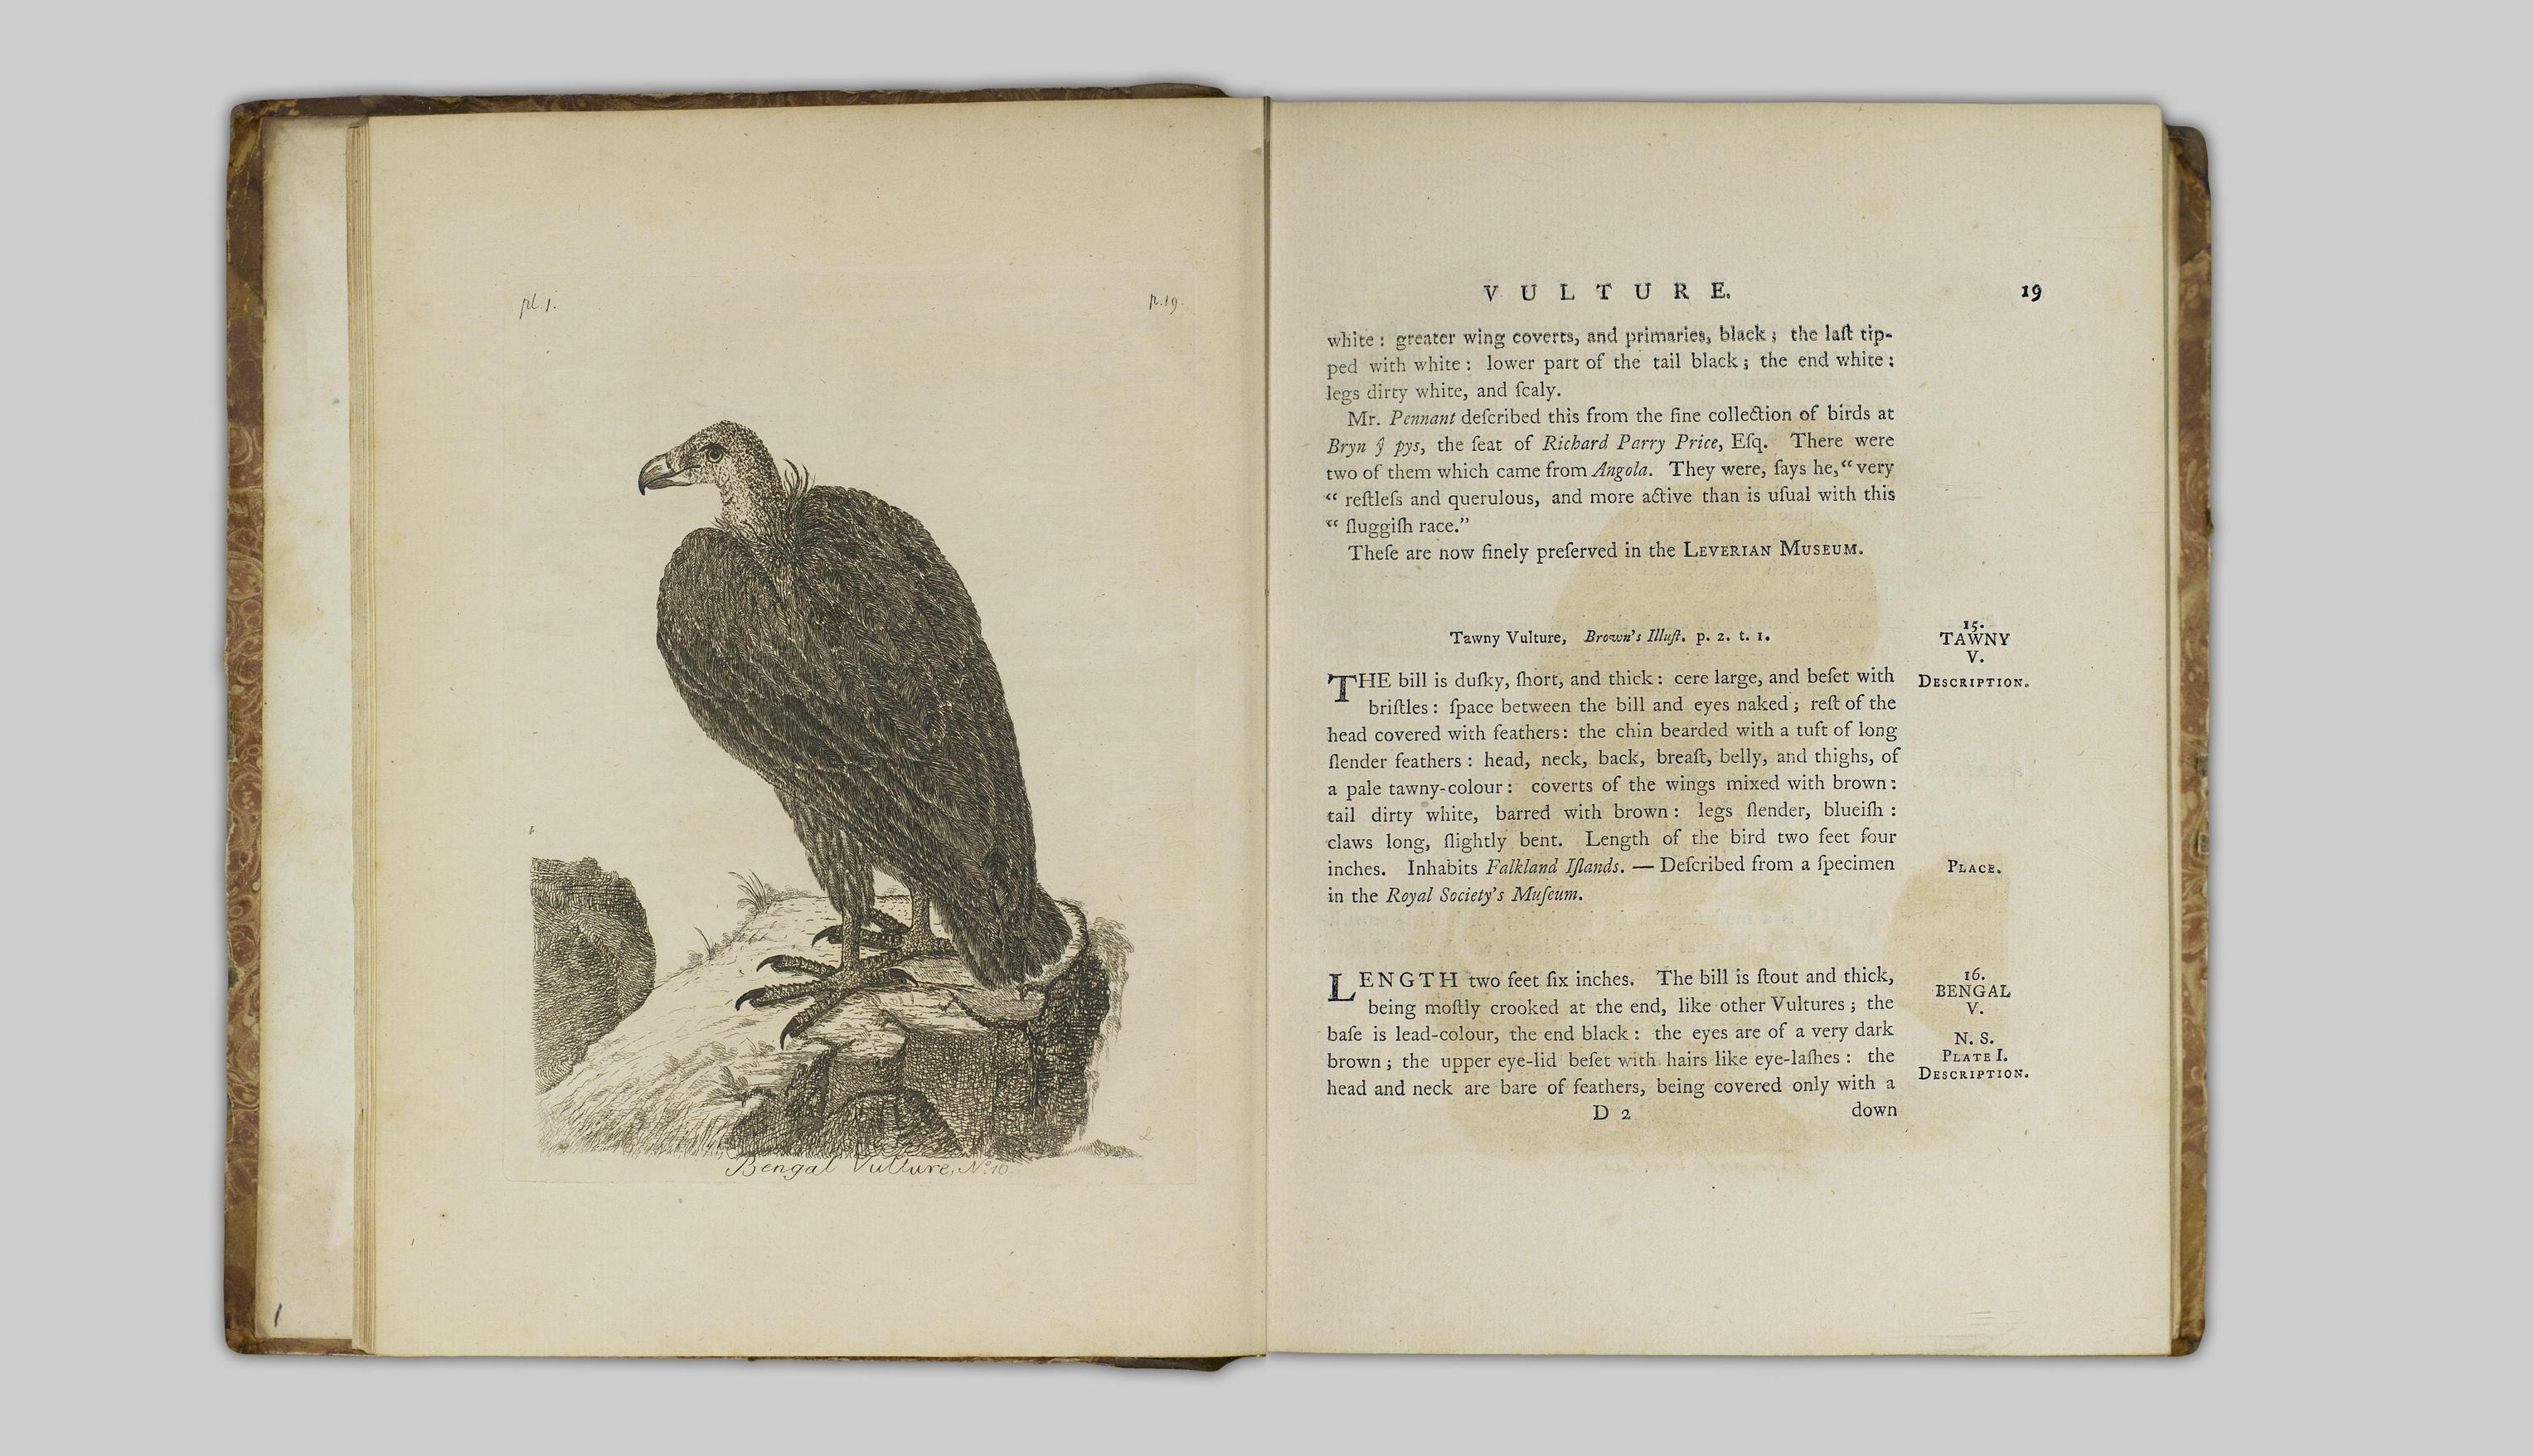 pl. 1.
p. 19.
Bengal Vulture, No. 16
VULTURE.
19
white : greater wing coverts, and primaries, black ; the laſt tip-
ped with white : lower part of the tail black ; the end white :
legs dirty white, and ſcaly.
Mr. Pennant deſcribed this from the fine collection of birds at
Bryn ŷ pys, the ſeat of Richard Parry Price, Eſq. There were
two of them which came from Angola. They were, ſays he, “ very
“ reſtleſs and querulous, and more active than is uſual with this
“ ſluggiſh race.”
Theſe are now finely preſerved in the LEVERIAN MUSEUM.
Tawny Vulture, Brown's Illuſt. p. 2. t. 1.
15.
TAWNY
V.
THE bill is duſky, ſhort, and thick : cere large, and beſet with
DESCRIPTION.
briſtles : ſpace between the bill and eyes naked ; reſt of the
head covered with feathers : the chin bearded with a tuft of long
ſlender feathers : head, neck, back, breaſt, belly, and thighs, of
a pale tawny-colour : coverts of the wings mixed with brown :
tail dirty white, barred with brown : legs ſlender, blueiſh :
claws long, ſlightly bent. Length of the bird two feet four
inches. Inhabits Falkland Iſlands. — Deſcribed from a ſpecimen
PLACE.
in the Royal Society's Muſeum.
LENGTH two feet ſix inches. The bill is ſtout and thick,
16.
BENGAL
V.
being moſtly crooked at the end, like other Vultures ; the
baſe is lead-colour, the end black : the eyes are of a very dark
N. S.
PLATE I.
brown ; the upper eye-lid beſet with hairs like eye-laſhes : the
DESCRIPTION.
head and neck are bare of feathers, being covered only with a
D 2
down